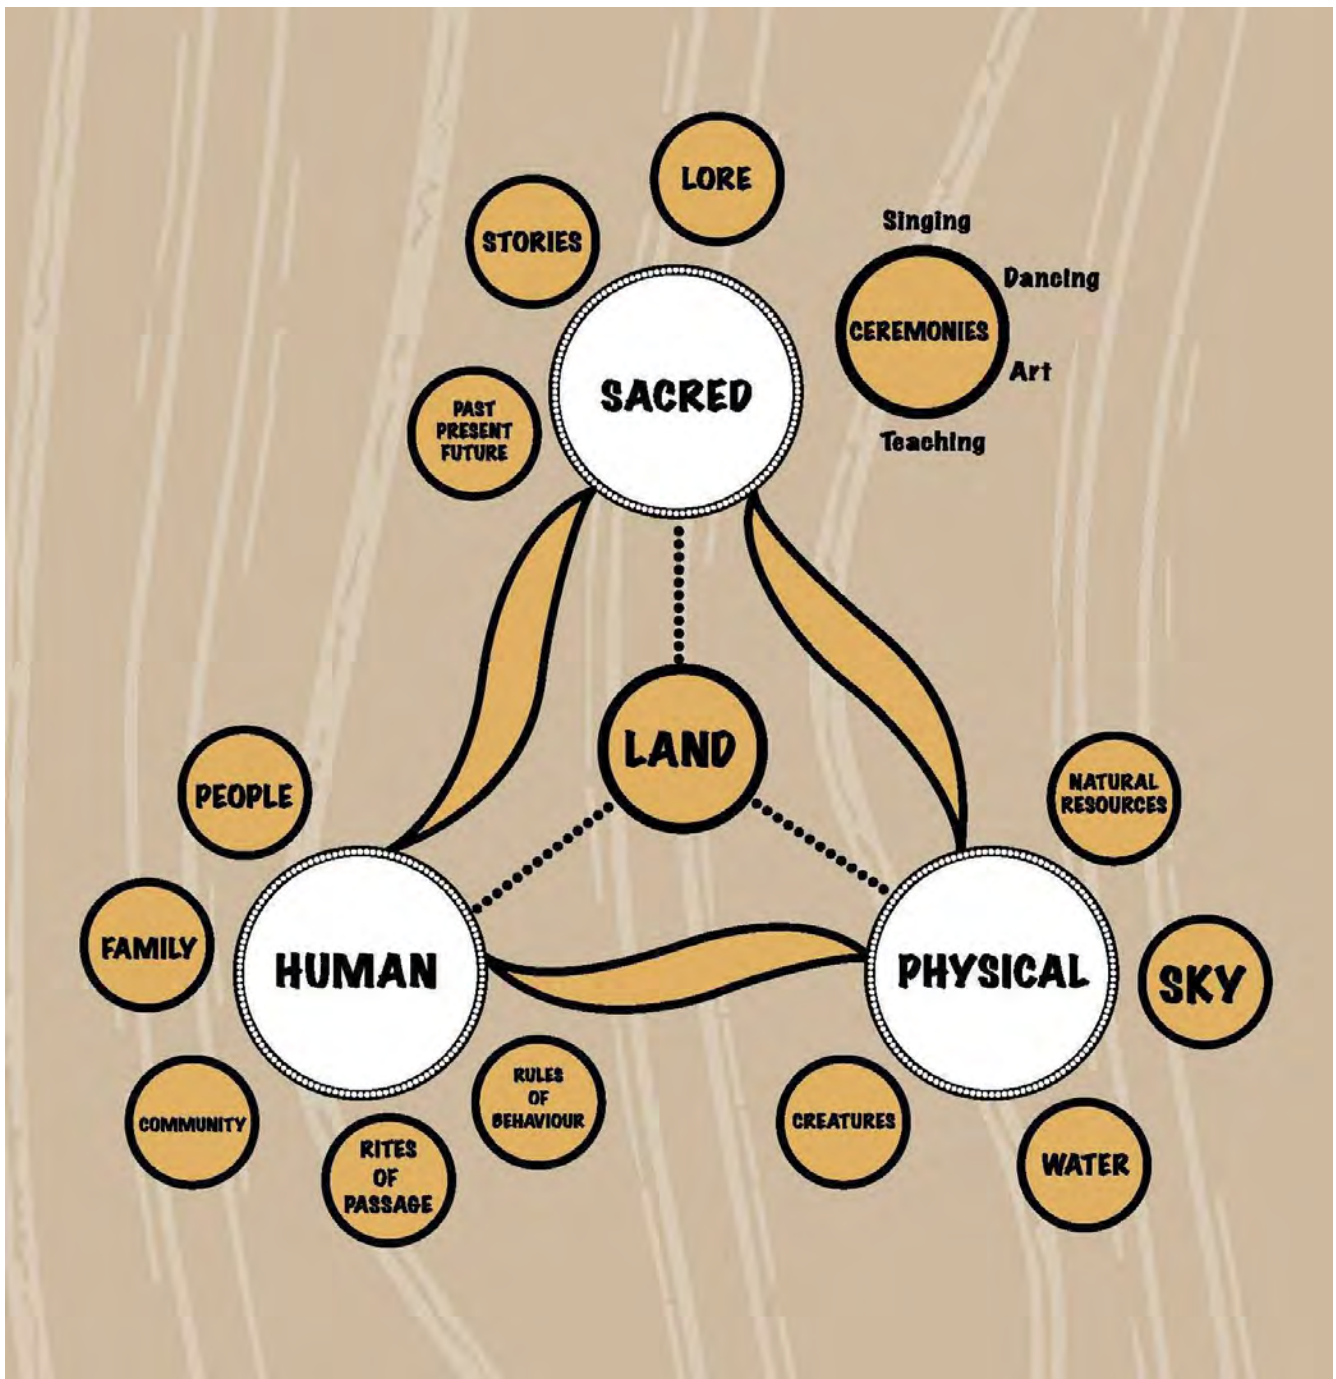 LORE
STORIES
Singing
Dancing
CEREMONIES
Art
Teaching
SACRED
PAST
PRESENT
FUTURE
LAND
PEOPLE
FAMILY
HUMAN
COMMUNITY
RITES
OF
PASSAGE
RULES
OF
BEHAVIOUR
NATURAL
RESOURCES
PHYSICAL
SKY
CREATURES
WATER